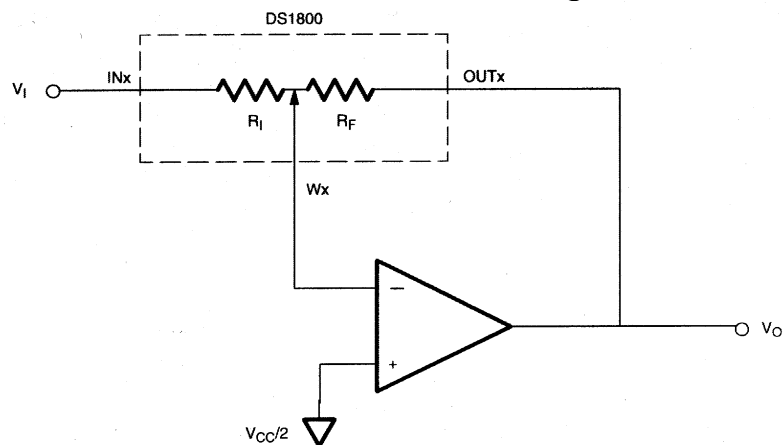 DS1800
INx
OUTx
VI
RI
RF
Wx
−
+
VO
VCC/2